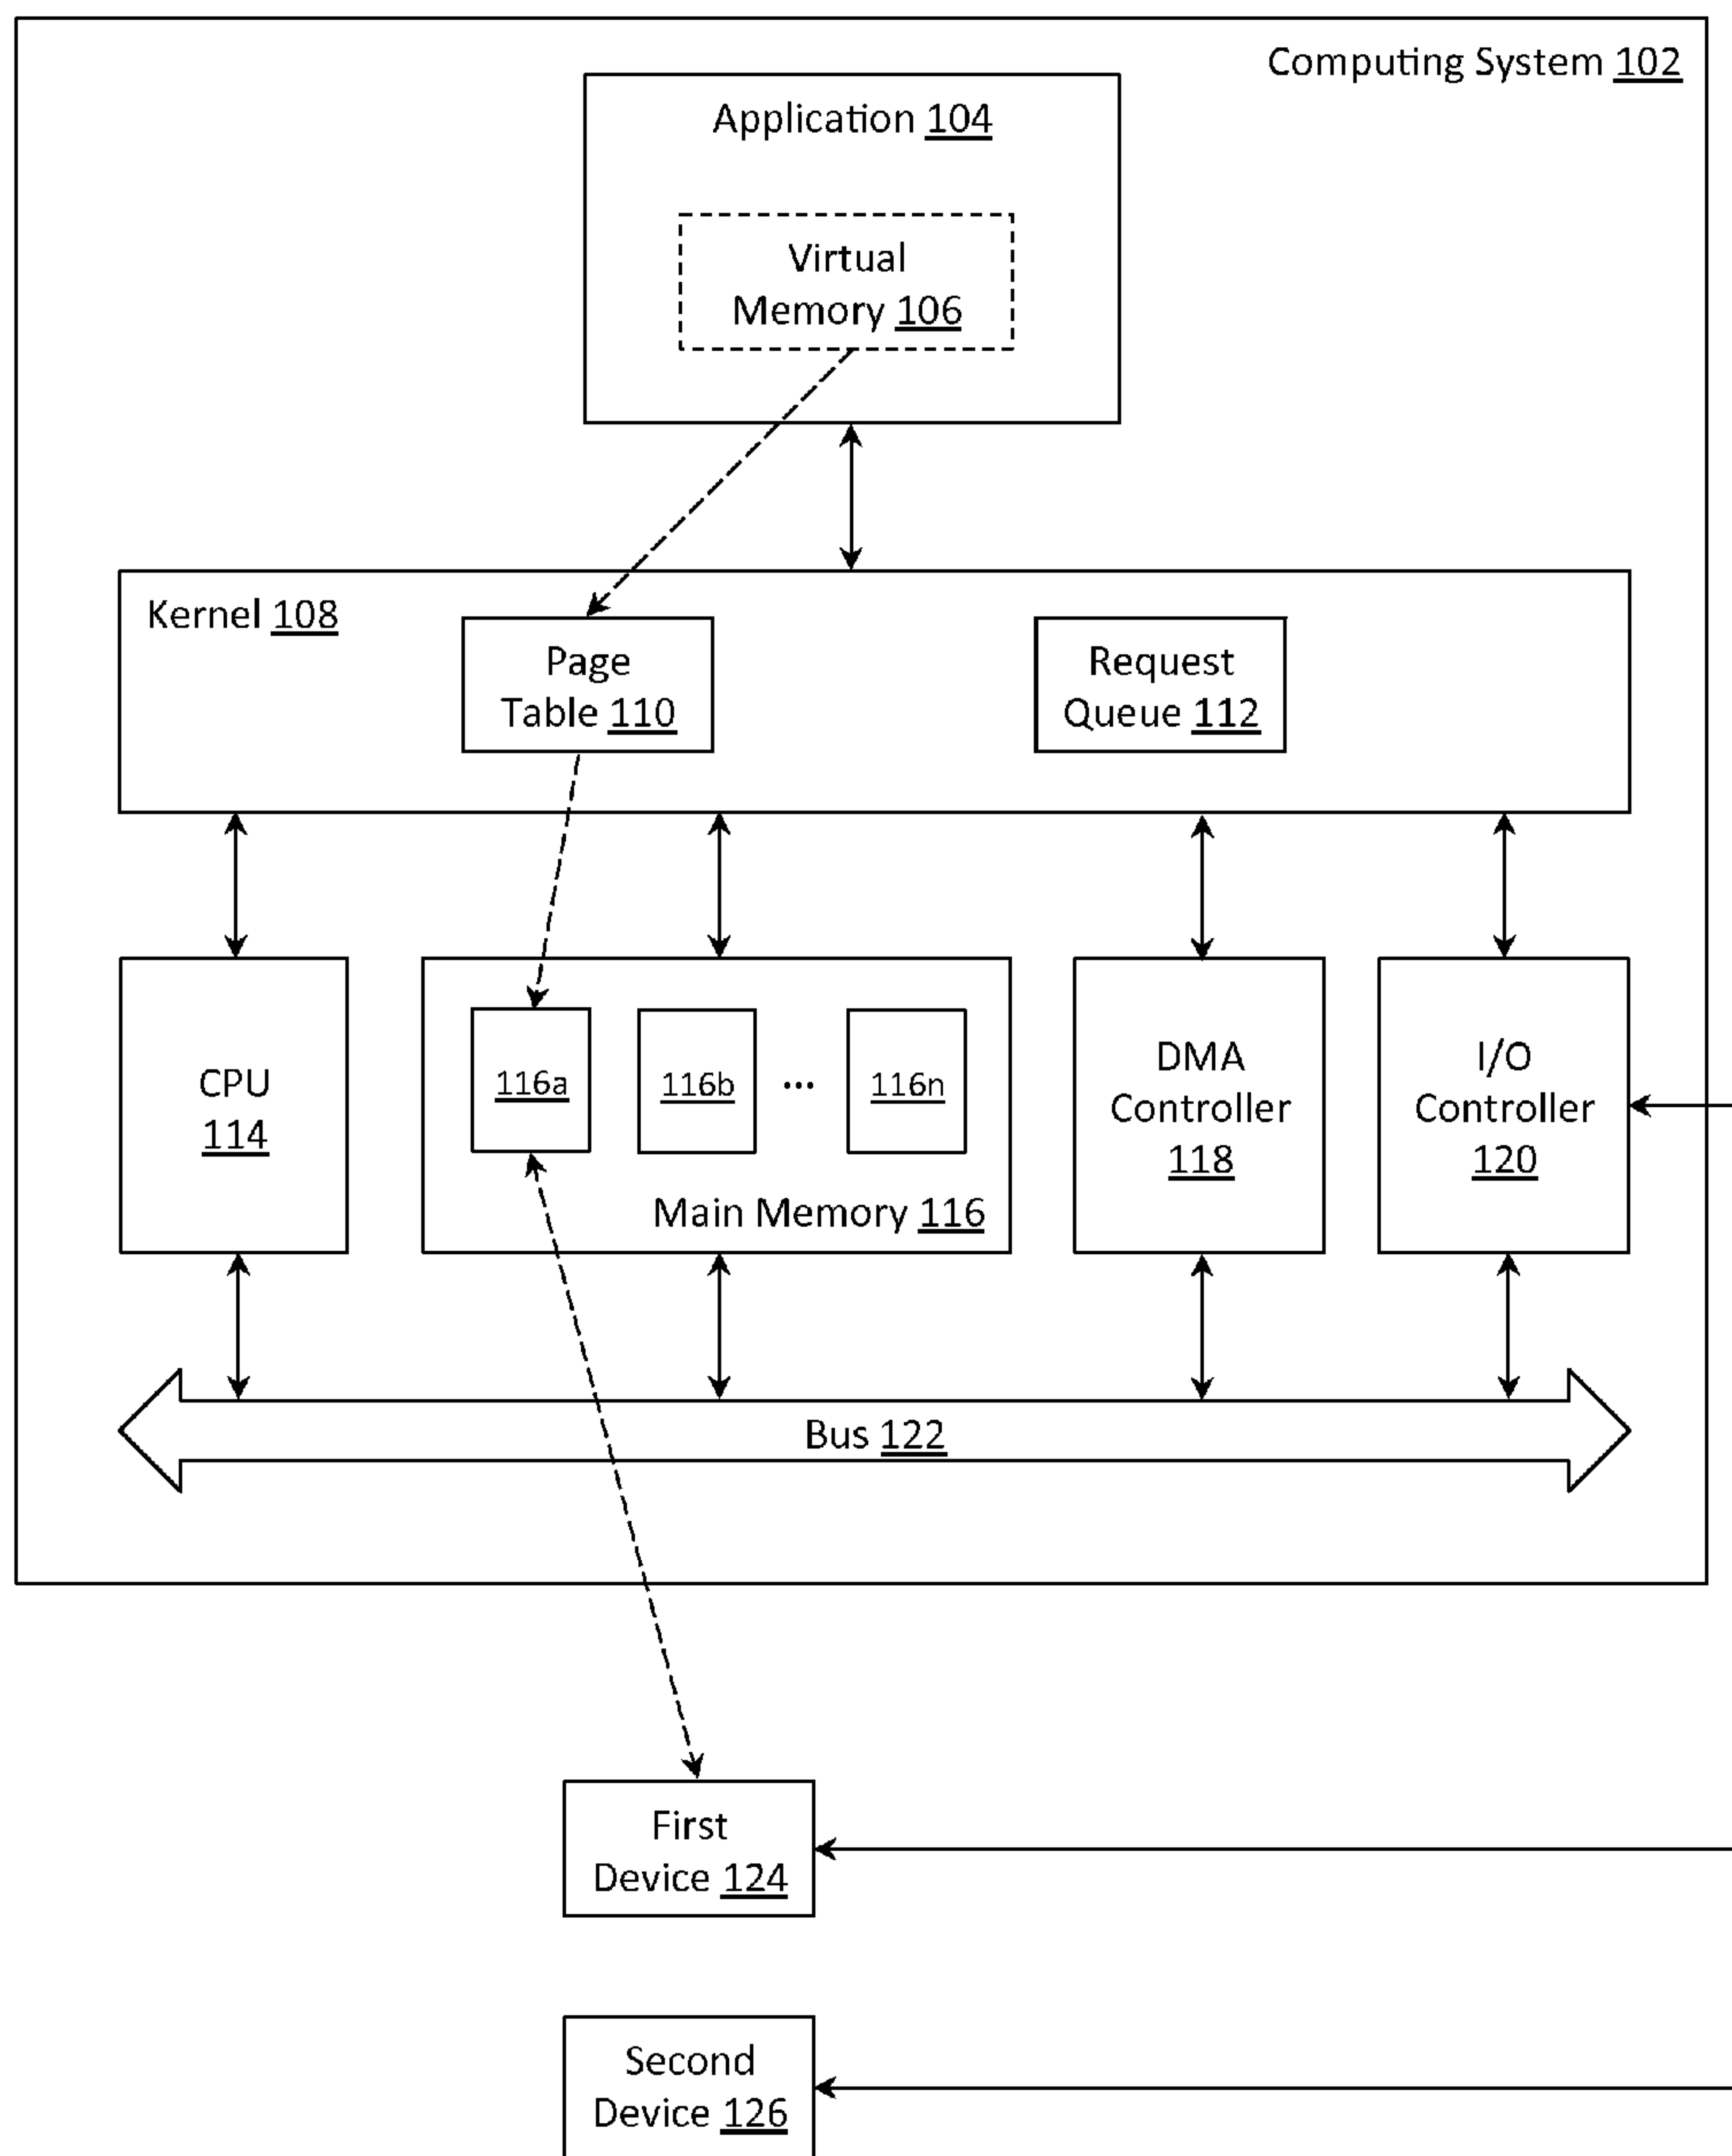 Computing System 102
Application 104
Virtual
Memory 106
Kernel 108
Page
Table 110
Request
Queue 112
CPU
114
116a
116b
...
116n
Main Memory 116
DMA
Controller
118
I/O
Controller
120
Bus 122
First
Device 124
Second
Device 126